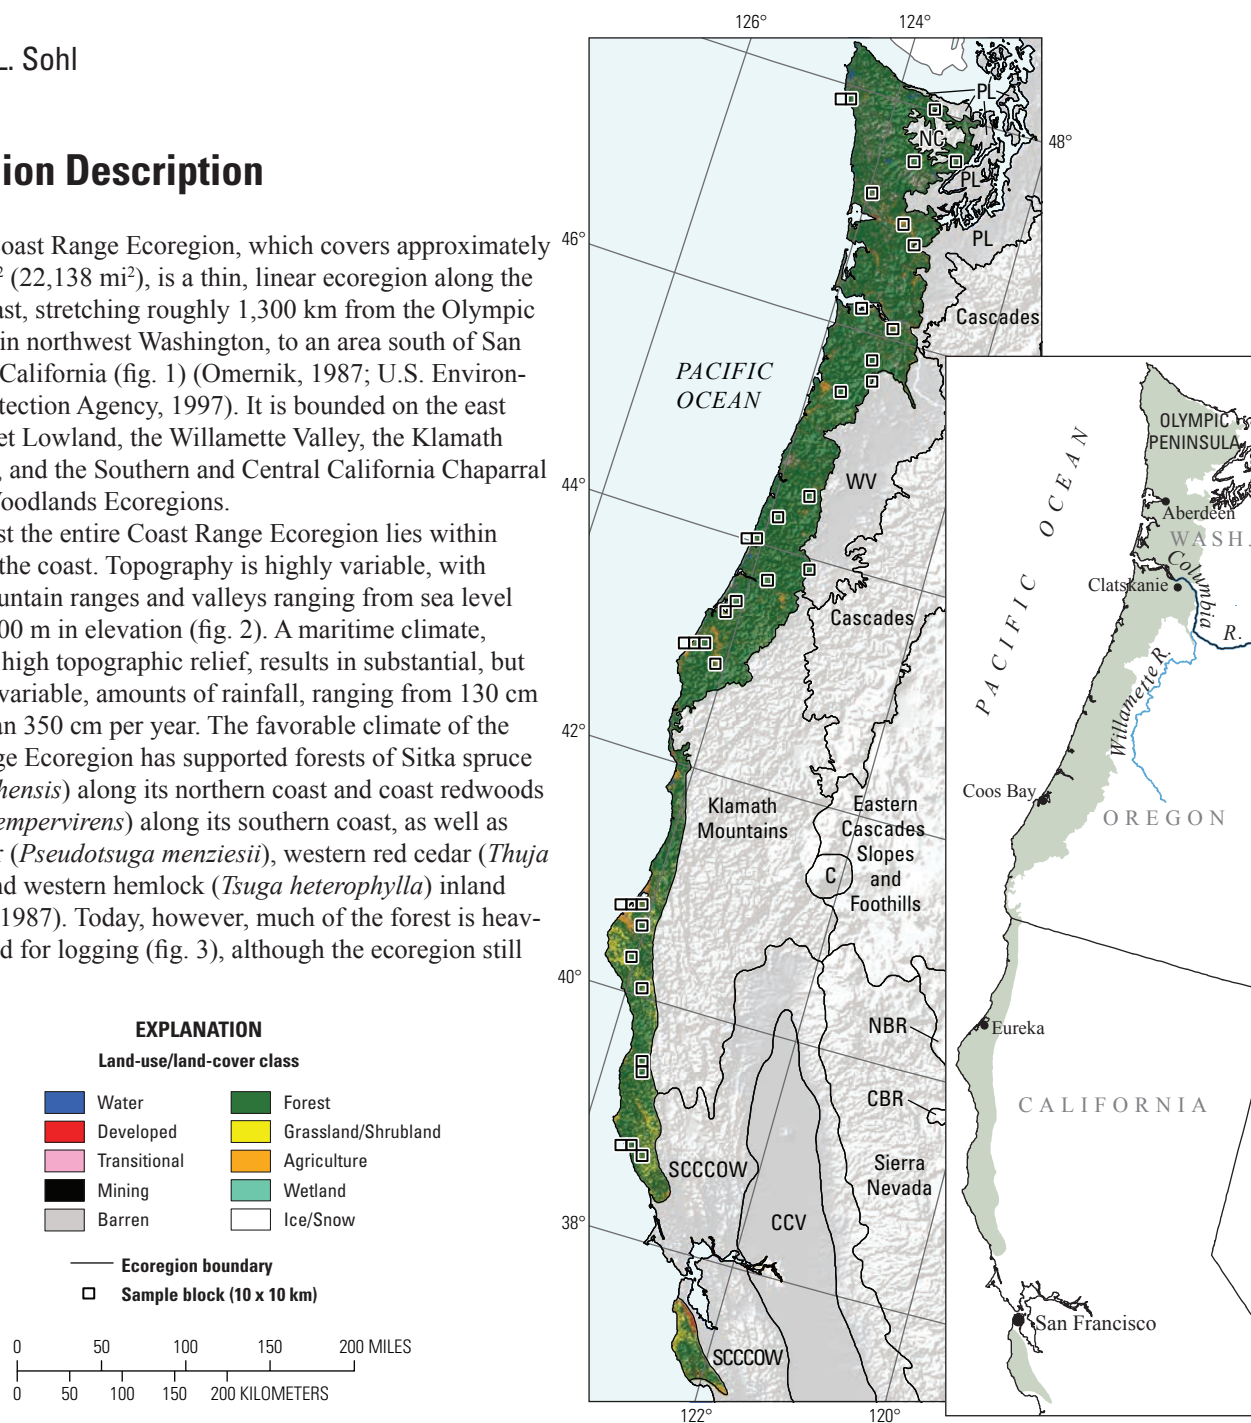 L. Sohl
ion Description
Coast Range Ecoregion, which covers approximately
² (22,138 mi²), is a thin, linear ecoregion along the
ast, stretching roughly 1,300 km from the Olympic
in northwest Washington, to an area south of San
California (fig. 1) (Omernik, 1987; U.S. Environ-
tection Agency, 1997). It is bounded on the east
et Lowland, the Willamette Valley, the Klamath
, and the Southern and Central California Chaparral
Woodlands Ecoregions.
st the entire Coast Range Ecoregion lies within
the coast. Topography is highly variable, with
untain ranges and valleys ranging from sea level
00 m in elevation (fig. 2). A maritime climate,
high topographic relief, results in substantial, but
variable, amounts of rainfall, ranging from 130 cm
an 350 cm per year. The favorable climate of the
ge Ecoregion has supported forests of Sitka spruce
hensis) along its northern coast and coast redwoods
empervirens) along its southern coast, as well as
r (Pseudotsuga menziesii), western red cedar (Thuja
nd western hemlock (Tsuga heterophylla) inland
1987). Today, however, much of the forest is heav-
d for logging (fig. 3), although the ecoregion still
EXPLANATION
Land-use/land-cover class
Water
Developed
Transitional
Mining
Barren
Forest
Grassland/Shrubland
Agriculture
Wetland
Ice/Snow
Ecoregion boundary
Sample block (10 x 10 km)
0 50 100 150 200 MILES
0 50 100 150 200 KILOMETERS
126°
124°
48°
46°
44°
42°
40°
38°
122°
120°
PACIFIC
OCEAN
PL
NC
PL
PL
Cascades
WV
Cascades
Klamath
Mountains
Eastern
Cascades
Slopes
and
Foothills
C
NBR
CBR
Sierra
Nevada
SCCCOW
CCV
SCCCOW
OLYMPIC
PENINSULA
PACIFIC OCEAN
Aberdeen
WASH.
Columbia
R.
Clatskanie
Willamette R.
Coos Bay
OREGON
Eureka
CALIFORNIA
San Francisco